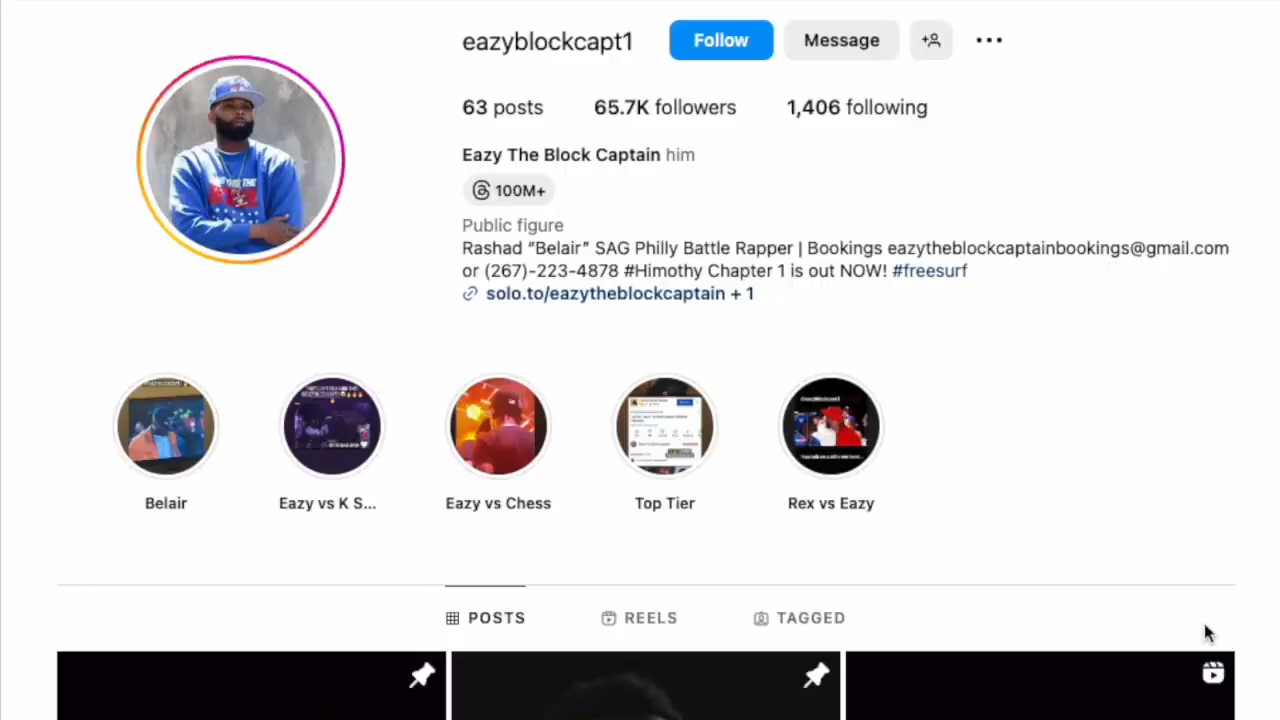 eazyblockcapt1
Follow
Message
63 posts
65.7K followers
1,406 following
Eazy The Block Captain him
100M+
Public figure
Rashad “Belair” SAG Philly Battle Rapper | Bookings eazytheblockcaptainbookings@gmail.com
or (267)-223-4878 #Himothy Chapter 1 is out NOW! #freesurf
solo.to/eazytheblockcaptain + 1
Belair
Eazy vs K S...
Eazy vs Chess
Top Tier
Rex vs Eazy
POSTS
REELS
TAGGED